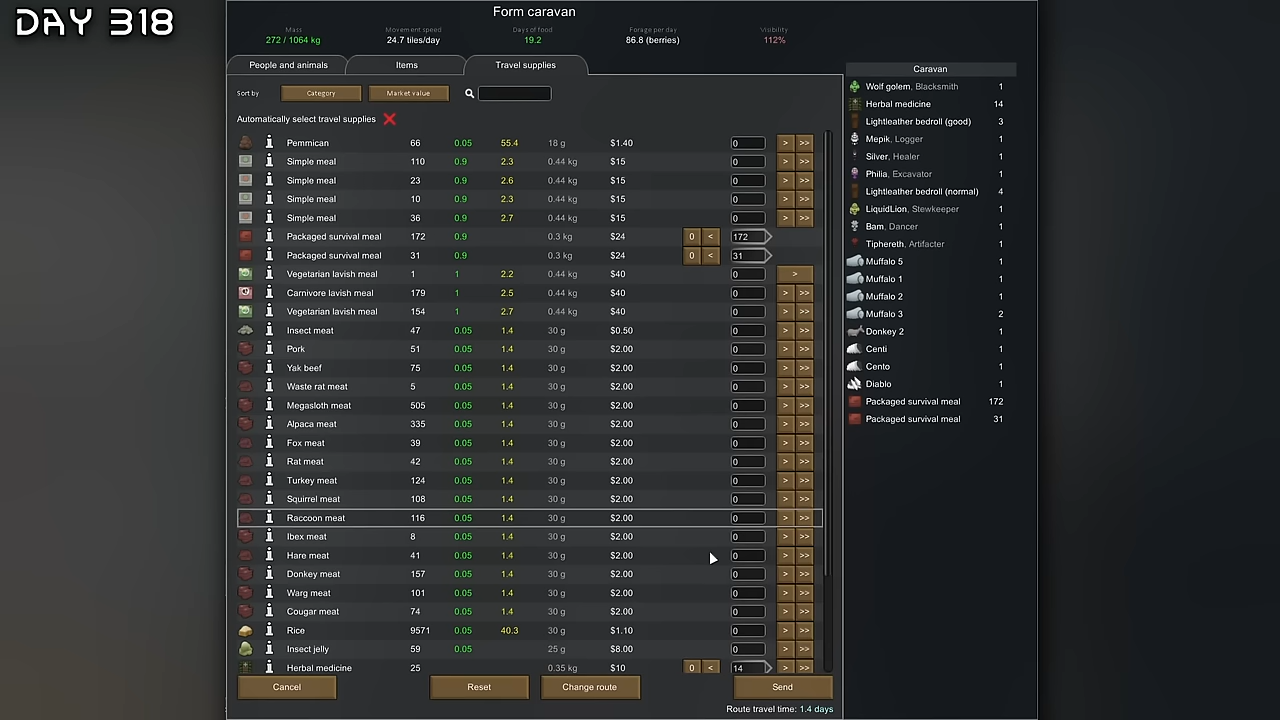 DAY 318
Form caravan
Mass Movement speed Days of food Forage per day Visibility
272 / 1064 kg 24.7 tiles/day 19.2 86.8 (berries) 112%
People and animals Items Travel supplies
Sort by Category Market value
Automatically select travel supplies
Pemmican 66 0.05 55.4 18 g $1.40 0 > >>
Simple meal 110 0.9 2.3 0.44 kg $15 0 > >>
Simple meal 23 0.9 2.6 0.44 kg $15 0 > >>
Simple meal 10 0.9 2.3 0.44 kg $15 0 > >>
Simple meal 36 0.9 2.7 0.44 kg $15 0 > >>
Packaged survival meal 172 0.9 0.3 kg $24 0 < 172
Packaged survival meal 31 0.9 0.3 kg $24 0 < 31
Vegetarian lavish meal 1 1 2.2 0.44 kg $40 0 >
Carnivore lavish meal 179 1 2.5 0.44 kg $40 0 > >>
Vegetarian lavish meal 154 1 2.7 0.44 kg $40 0 > >>
Insect meat 47 0.05 1.4 30 g $0.50 0 > >>
Pork 51 0.05 1.4 30 g $2.00 0 > >>
Yak beef 75 0.05 1.4 30 g $2.00 0 > >>
Waste rat meat 5 0.05 1.4 30 g $2.00 0 > >>
Megasloth meat 505 0.05 1.4 30 g $2.00 0 > >>
Alpaca meat 335 0.05 1.4 30 g $2.00 0 > >>
Fox meat 39 0.05 1.4 30 g $2.00 0 > >>
Rat meat 42 0.05 1.4 30 g $2.00 0 > >>
Turkey meat 124 0.05 1.4 30 g $2.00 0 > >>
Squirrel meat 108 0.05 1.4 30 g $2.00 0 > >>
Raccoon meat 116 0.05 1.4 30 g $2.00 0 > >>
Ibex meat 8 0.05 1.4 30 g $2.00 0 > >>
Hare meat 41 0.05 1.4 30 g $2.00 0 > >>
Donkey meat 157 0.05 1.4 30 g $2.00 0 > >>
Warg meat 101 0.05 1.4 30 g $2.00 0 > >>
Cougar meat 74 0.05 1.4 30 g $2.00 0 > >>
Rice 9571 0.05 40.3 30 g $1.10 0 > >>
Insect jelly 59 0.05 25 g $8.00 0 > >>
Herbal medicine 25 0.35 kg $10 0 < 14 > >>
Cancel Reset Change route Send
Route travel time: 1.4 days
Caravan
Wolf golem, Blacksmith 1
Herbal medicine 14
Lightleather bedroll (good) 3
Mepik, Logger 1
Silver, Healer 1
Philia, Excavator 1
Lightleather bedroll (normal) 4
LiquidLion, Stewkeeper 1
Bam, Dancer 1
Tiphereth, Artifacter 1
Muffalo 5 1
Muffalo 1 1
Muffalo 2 1
Muffalo 3 2
Donkey 2 1
Centi 1
Cento 1
Diablo 1
Packaged survival meal 172
Packaged survival meal 31